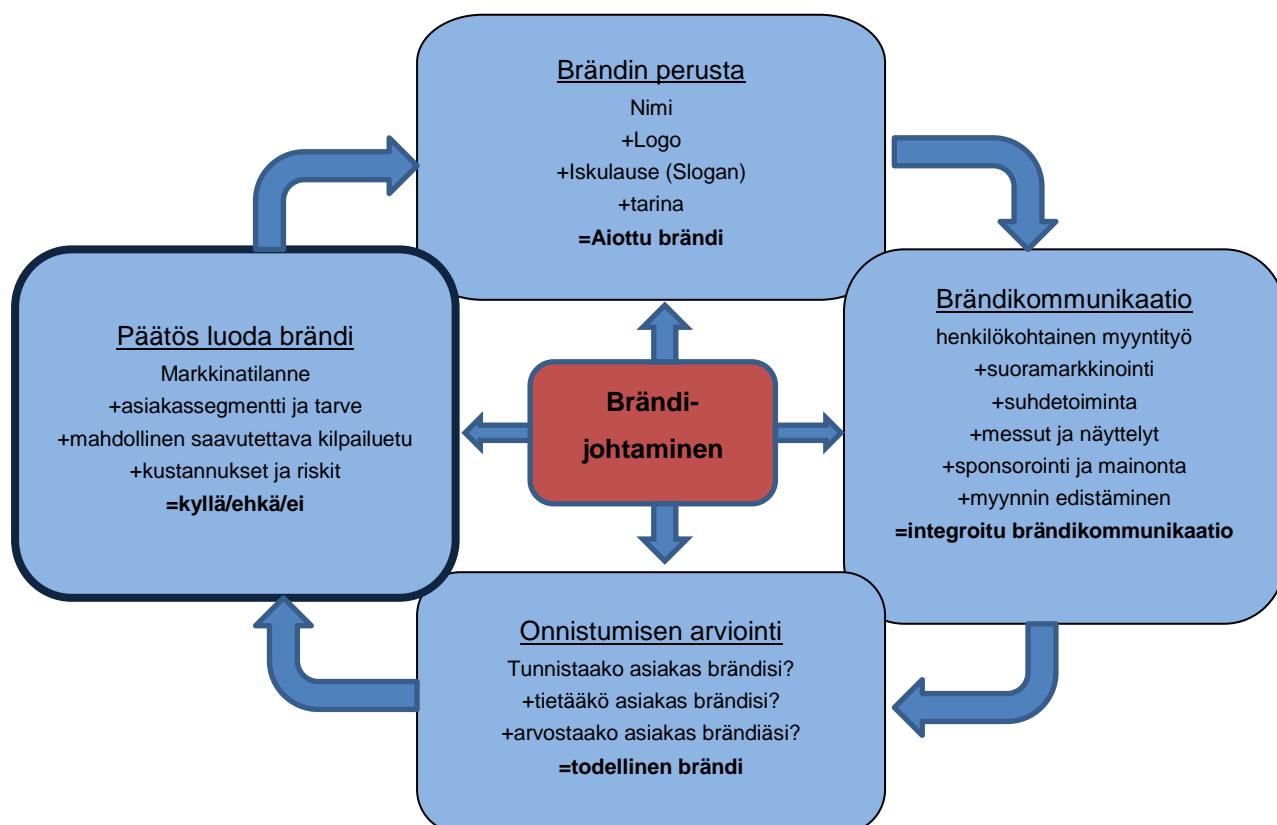 Brändin perusta
Nimi
+Logo
+Iskulause (Slogan)
+tarina
=Aiottu brändi
Päätös luoda brändi
Markkinatilanne
+asiakassegmentti ja tarve
+mahdollinen saavutettava kilpailuetu
+kustannukset ja riskit
=kyllä/ehkä/ei
Brändi-
johtaminen
Brändikommunikaatio
henkilökohtainen myyntityö
+suoramarkkinointi
+suhdetoiminta
+messut ja näyttelyt
+sponsorointi ja mainonta
+myynnin edistäminen
=integroitu brändikommunikaatio
Onnistumisen arviointi
Tunnistaako asiakas brändisi?
+tietääkö asiakas brändisi?
+arvostaako asiakas brändiäsi?
=todellinen brändi